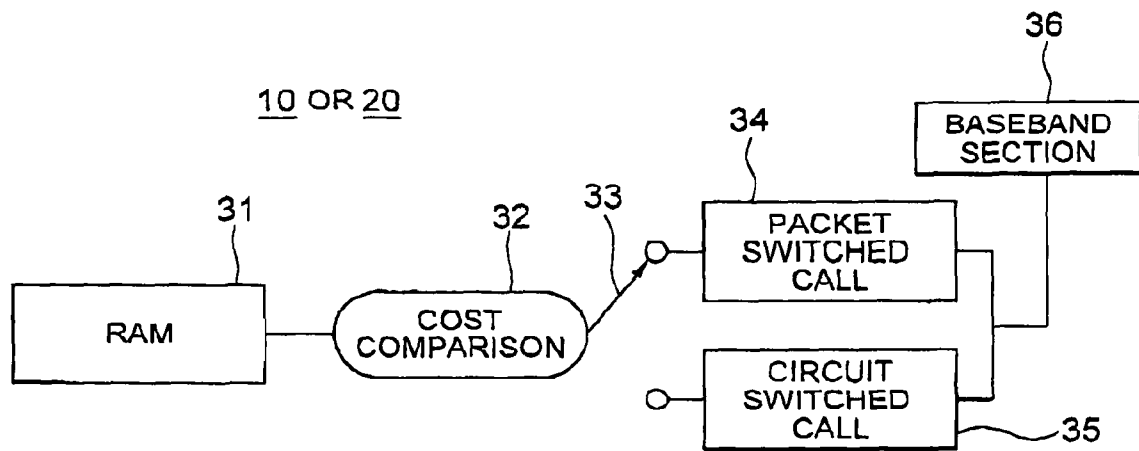 36
10 OR 20
BASEBAND
SECTION
34
31
32
33
PACKET
SWITCHED
CALL
RAM
COST
COMPARISON
CIRCUIT
SWITCHED
CALL
35